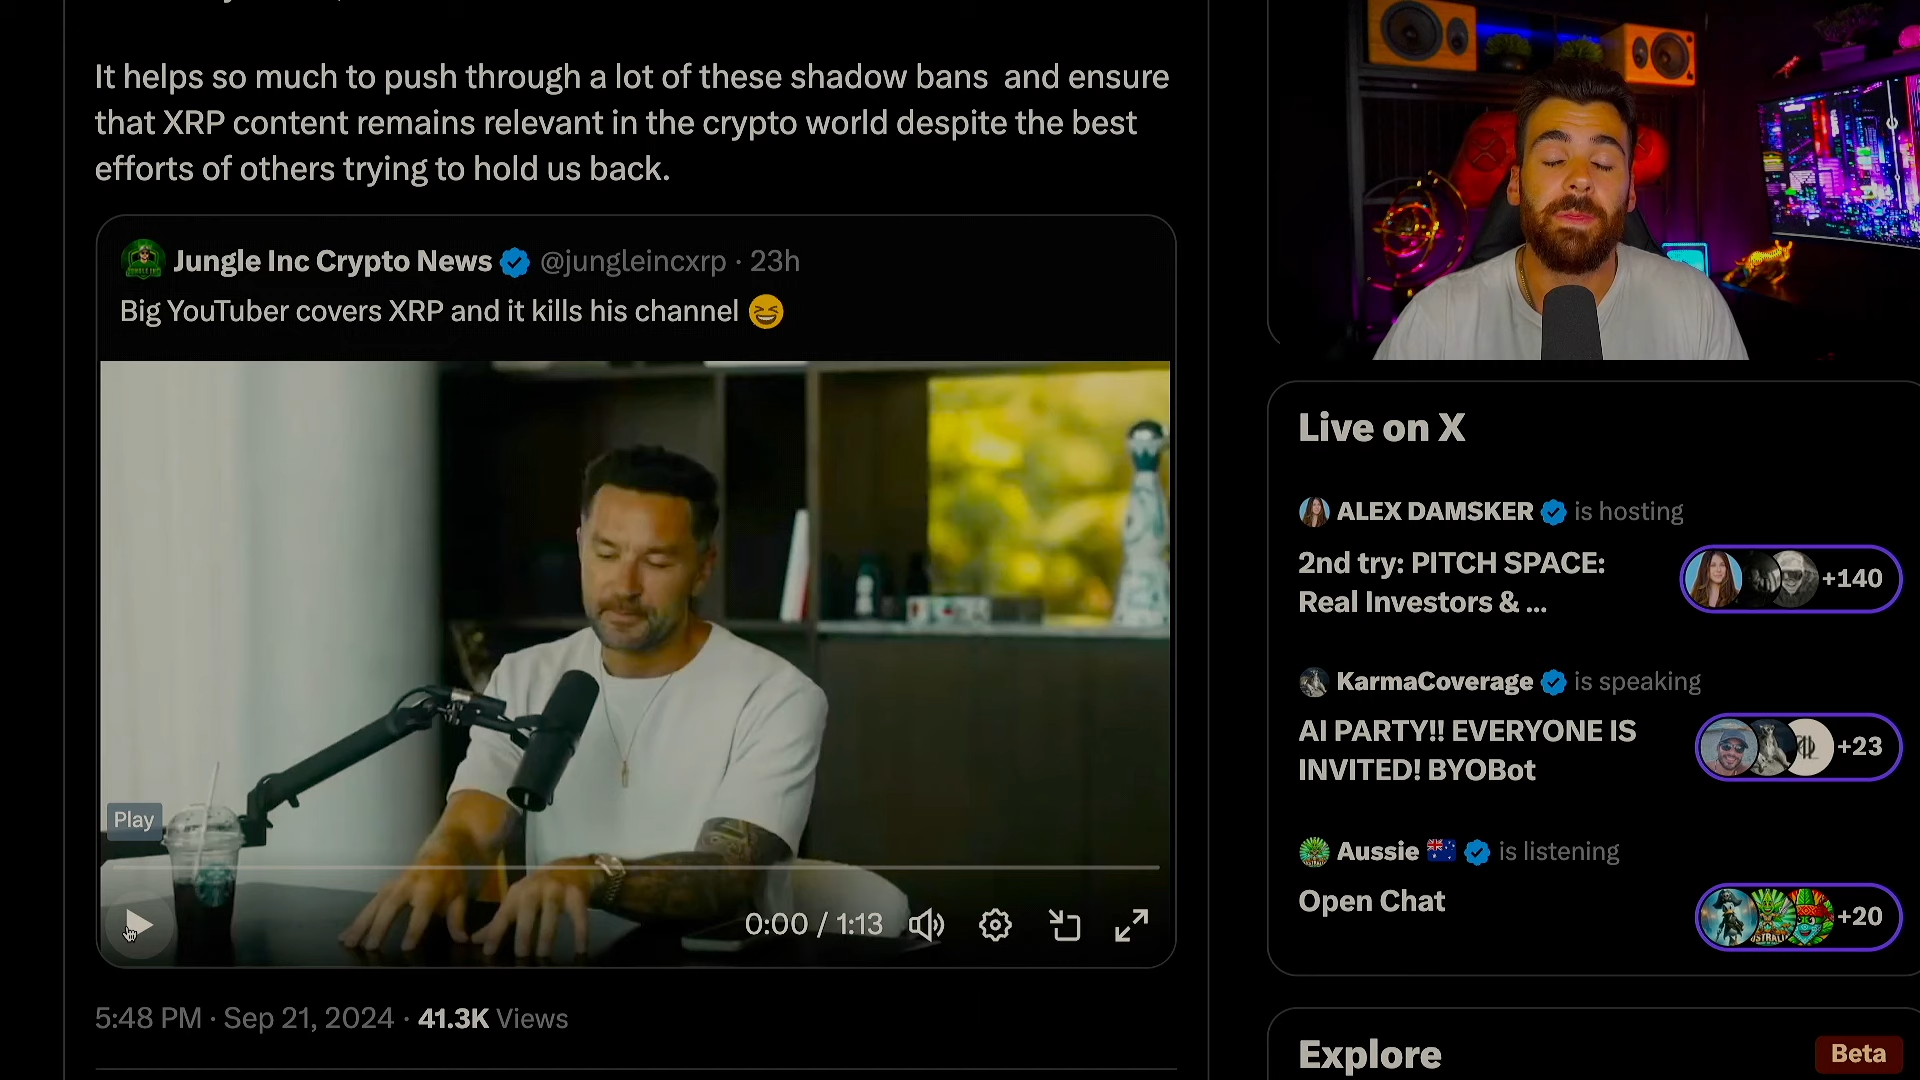 It helps so much to push through a lot of these shadow bans and ensure
that XRP content remains relevant in the crypto world despite the best
efforts of others trying to hold us back.
Jungle Inc Crypto News @jungleincxrp · 23h
Big YouTuber covers XRP and it kills his channel 😆
Play
0:00 / 1:13
5:48 PM · Sep 21, 2024 · 41.3K Views
Live on X
ALEX DAMSKER is hosting
2nd try: PITCH SPACE:
Real Investors & ...
+140
KarmaCoverage is speaking
AI PARTY!! EVERYONE IS
INVITED! BYOBot
+23
Aussie 🇦🇺 is listening
Open Chat
+20
Explore
Beta